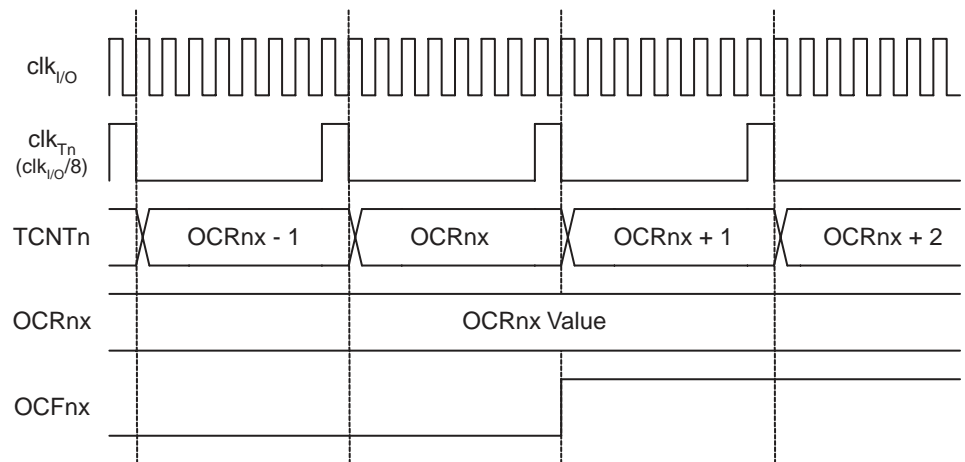 clkI/O
clkTn
(clkI/O/8)
TCNTn
OCRnx - 1
OCRnx
OCRnx + 1
OCRnx + 2
OCRnx
OCRnx Value
OCFnx